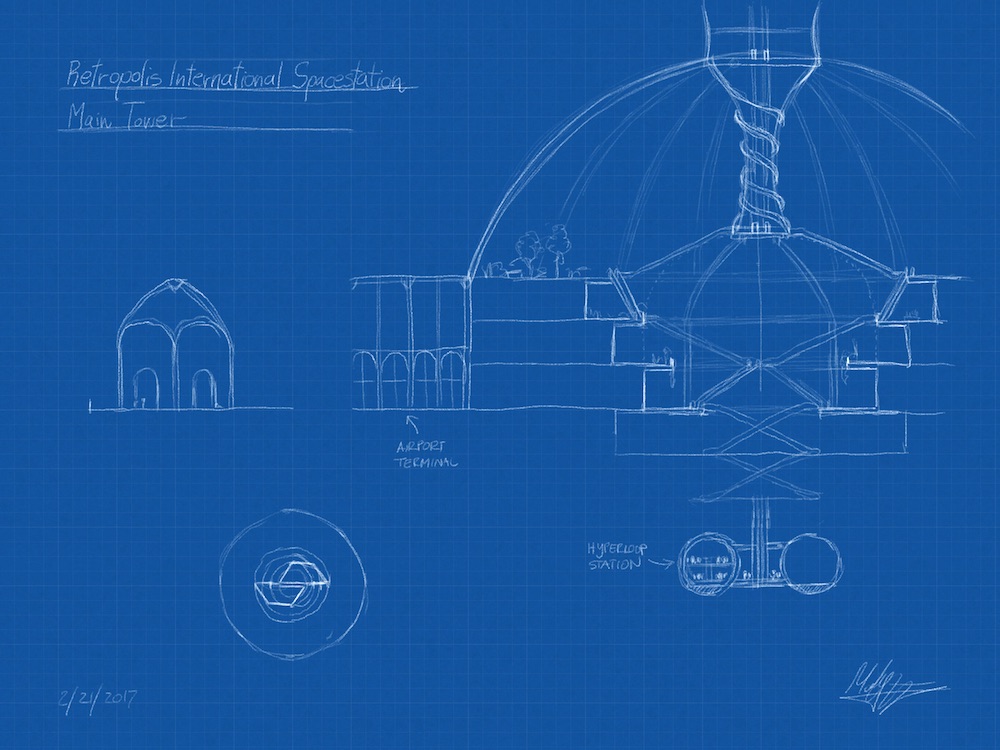 Retropolis International Spacestation
Main Tower
AIRPORT
TERMINAL
HYPERLOOP
STATION
2/21/2017